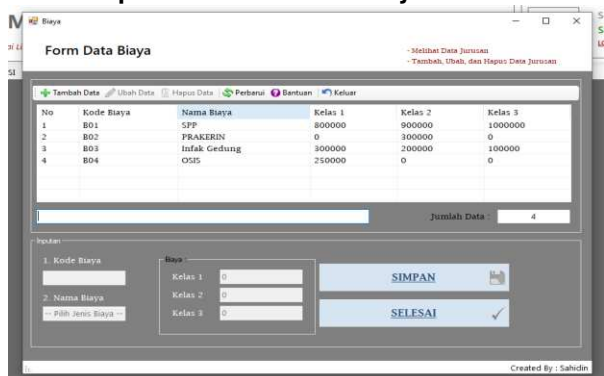 Biaya
Form Data Biaya
- Melihat Data Jurusan
- Tambah, Ubah, dan Hapus Data Jurusan
Tambah Data Ubah Data Hapus Data Perbarui Bantuan Keluar
No Kode Biaya Nama Biaya Kelas 1 Kelas 2 Kelas 3
1 B01 SPP 800000 900000 1000000
2 B02 PRAKERIN 0 300000 0
3 B03 Infak Gedung 300000 200000 100000
4 B04 OSIS 250000 0 0
Jumlah Data : 4
Inputan
1. Kode Biaya
2. Nama Biaya
-- Pilih Jenis Biaya --
Biaya :
Kelas 1 0
Kelas 2 0
Kelas 3 0
SIMPAN
SELESAI
Created By : Sahidin